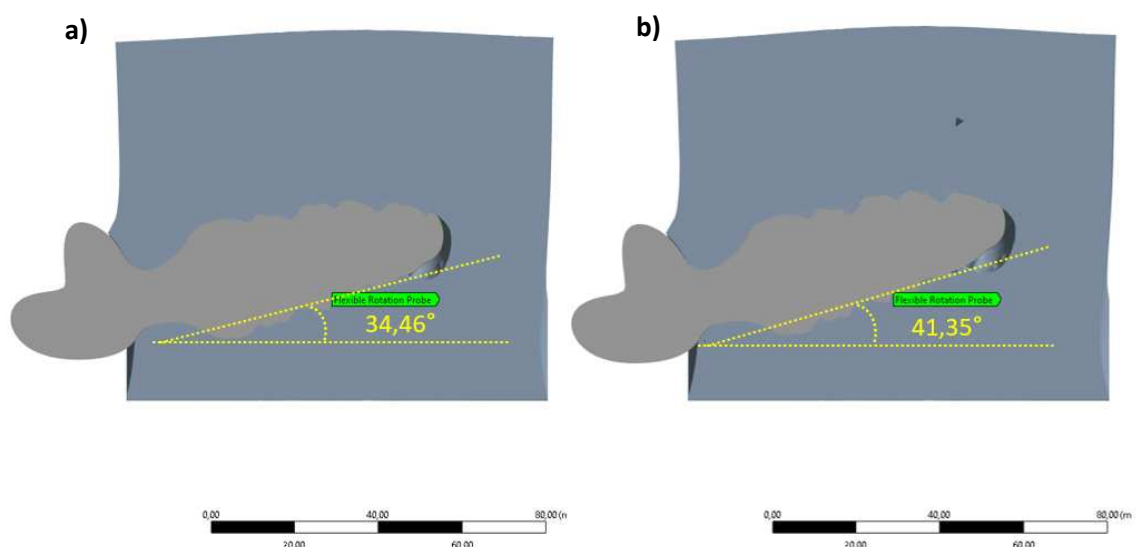 a)
b)
Flexible Rotation Probe
34,46°
Flexible Rotation Probe
41,35°
0,00 40,00 80,00 (n
20,00 60,00
0,00 40,00 80,00 (m
20,00 60,00